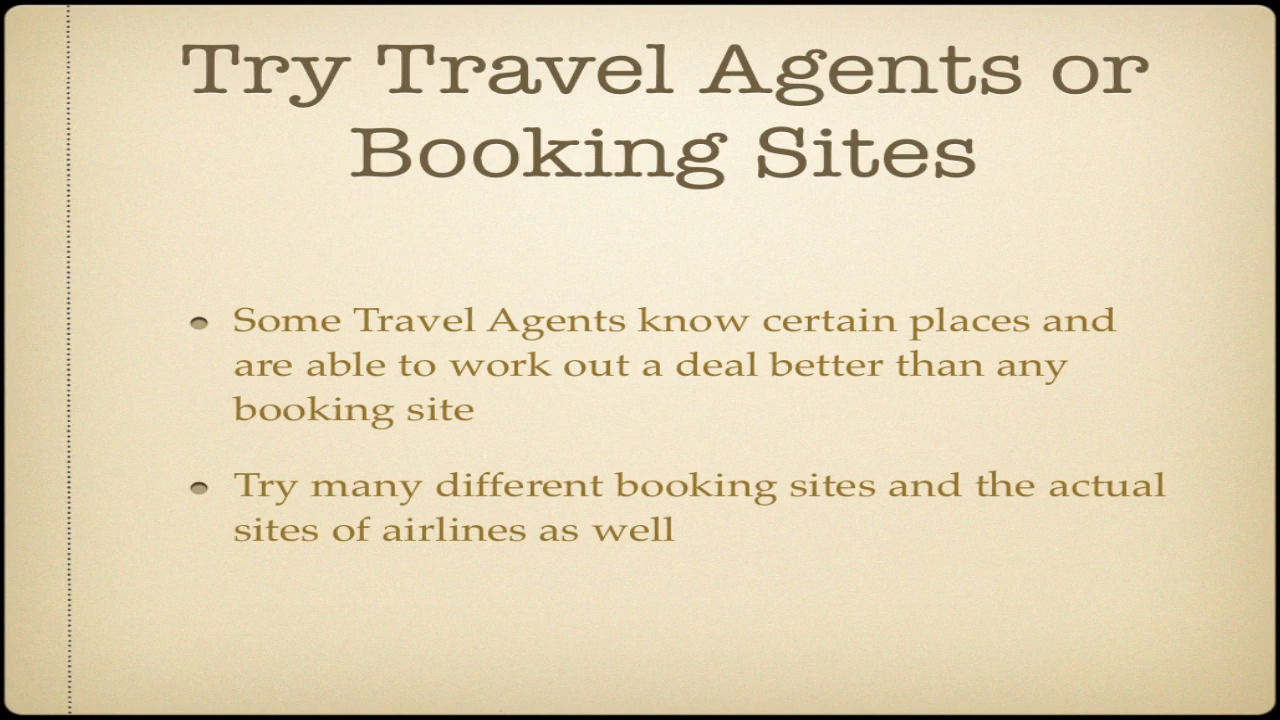 Try Travel Agents or
Booking Sites
Some Travel Agents know certain places and
are able to work out a deal better than any
booking site
Try many different booking sites and the actual
sites of airlines as well